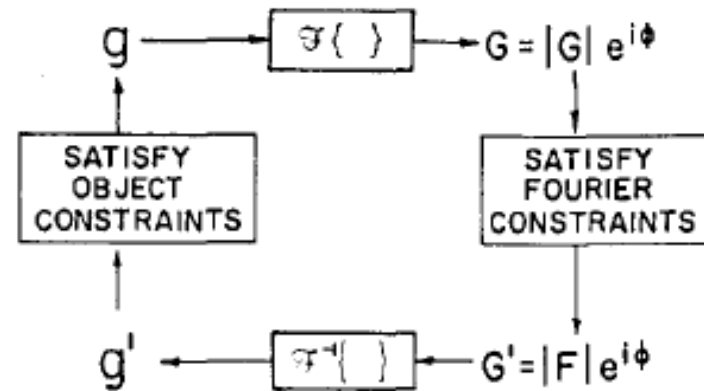 g
ℱ{ }
G = |G| e^{iϕ}
SATISFY
OBJECT
CONSTRAINTS
SATISFY
FOURIER
CONSTRAINTS
g'
ℱ⁻¹{ }
G' = |F| e^{iϕ}